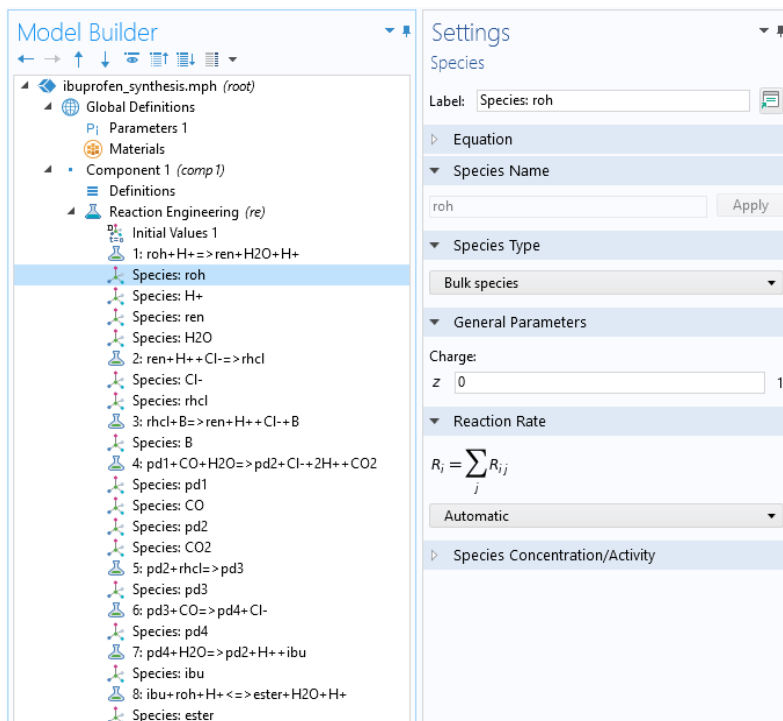 Model Builder
ibuprofen_synthesis.mph (root)
Global Definitions
Pi Parameters 1
Materials
Component 1 (comp1)
Definitions
Reaction Engineering (re)
Initial Values 1
1: roh+H+=>ren+H2O+H+
Species: roh
Species: H+
Species: ren
Species: H2O
2: ren+H++Cl-=>rhcl
Species: Cl-
Species: rhcl
3: rhcl+B=>ren+H++Cl-+B
Species: B
4: pd1+CO+H2O=>pd2+Cl-+2H++CO2
Species: pd1
Species: CO
Species: pd2
Species: CO2
5: pd2+rhcl=>pd3
Species: pd3
6: pd3+CO=>pd4+Cl-
Species: pd4
7: pd4+H2O=>pd2+H++ibu
Species: ibu
8: ibu+roh+H+<=>ester+H2O+H+
Species: ester
Settings
Species
Label: Species: roh
Equation
Species Name
roh Apply
Species Type
Bulk species
General Parameters
Charge:
z 0 1
Reaction Rate
Ri = ∑j Rij
Automatic
Species Concentration/Activity